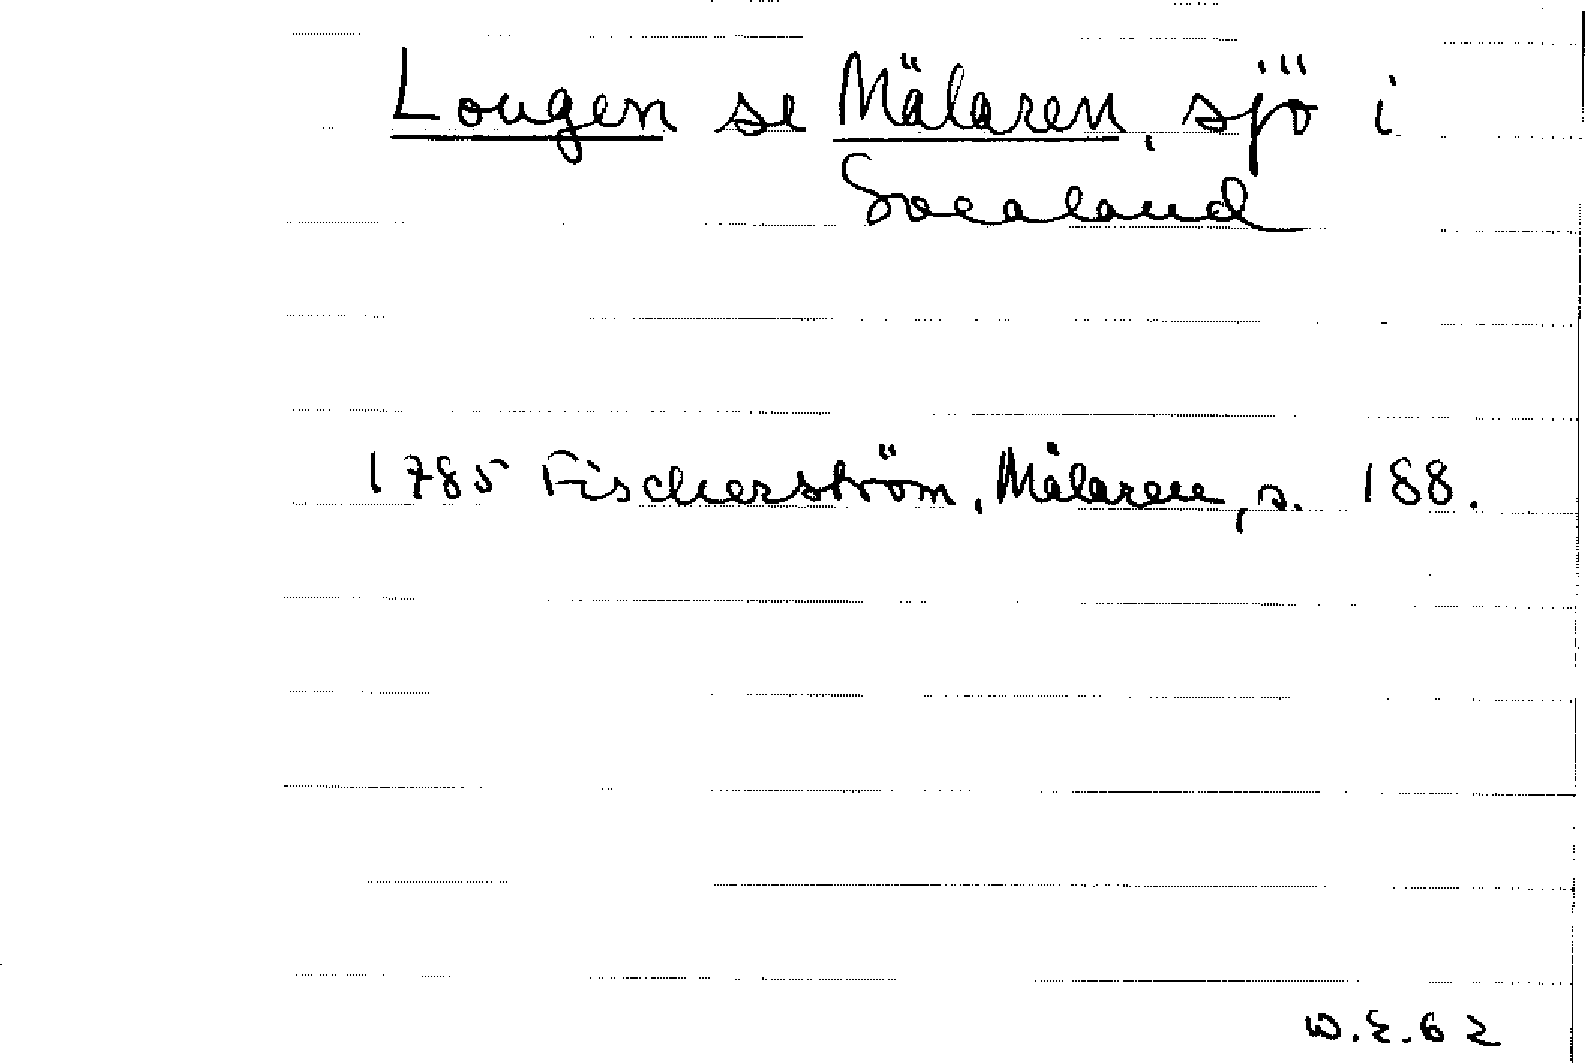 Lougen se Mälaren, sjö i
Svealand
1785 Fischerström, Mälaren, s. 188.
W.E.62